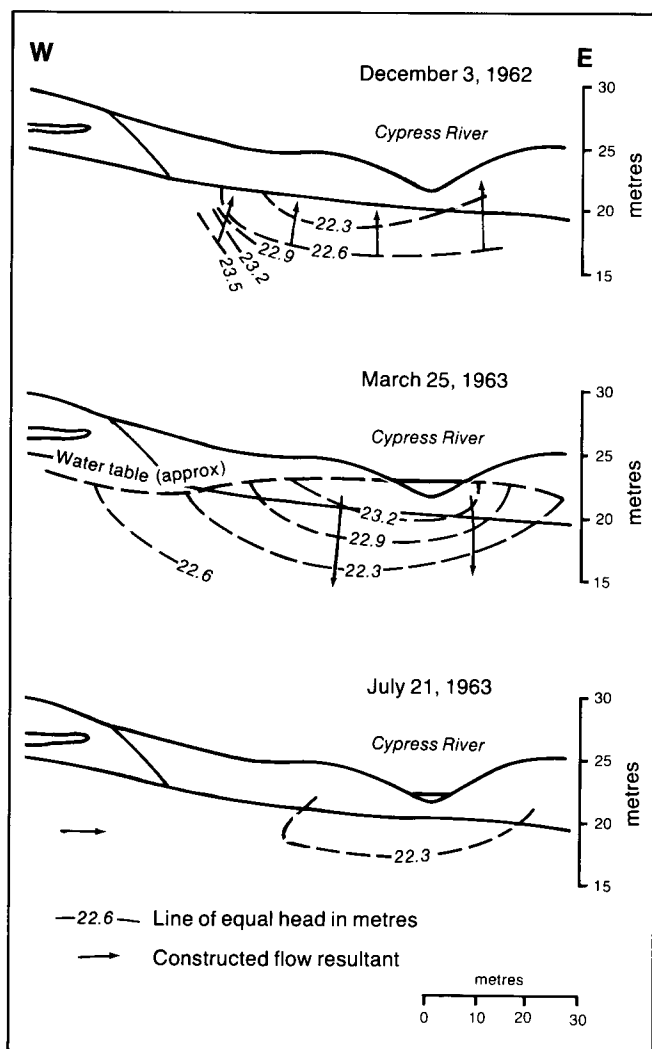 W
E
December 3, 1962
Cypress River
30
25
20
15
metres
22.3
22.6
22.9
23.2
23.5
March 25, 1963
Cypress River
Water table (approx)
30
25
20
15
metres
23.2
22.9
22.3
22.6
July 21, 1963
Cypress River
30
25
20
15
metres
22.3
22.6 Line of equal head in metres
Constructed flow resultant
metres
0 10 20 30